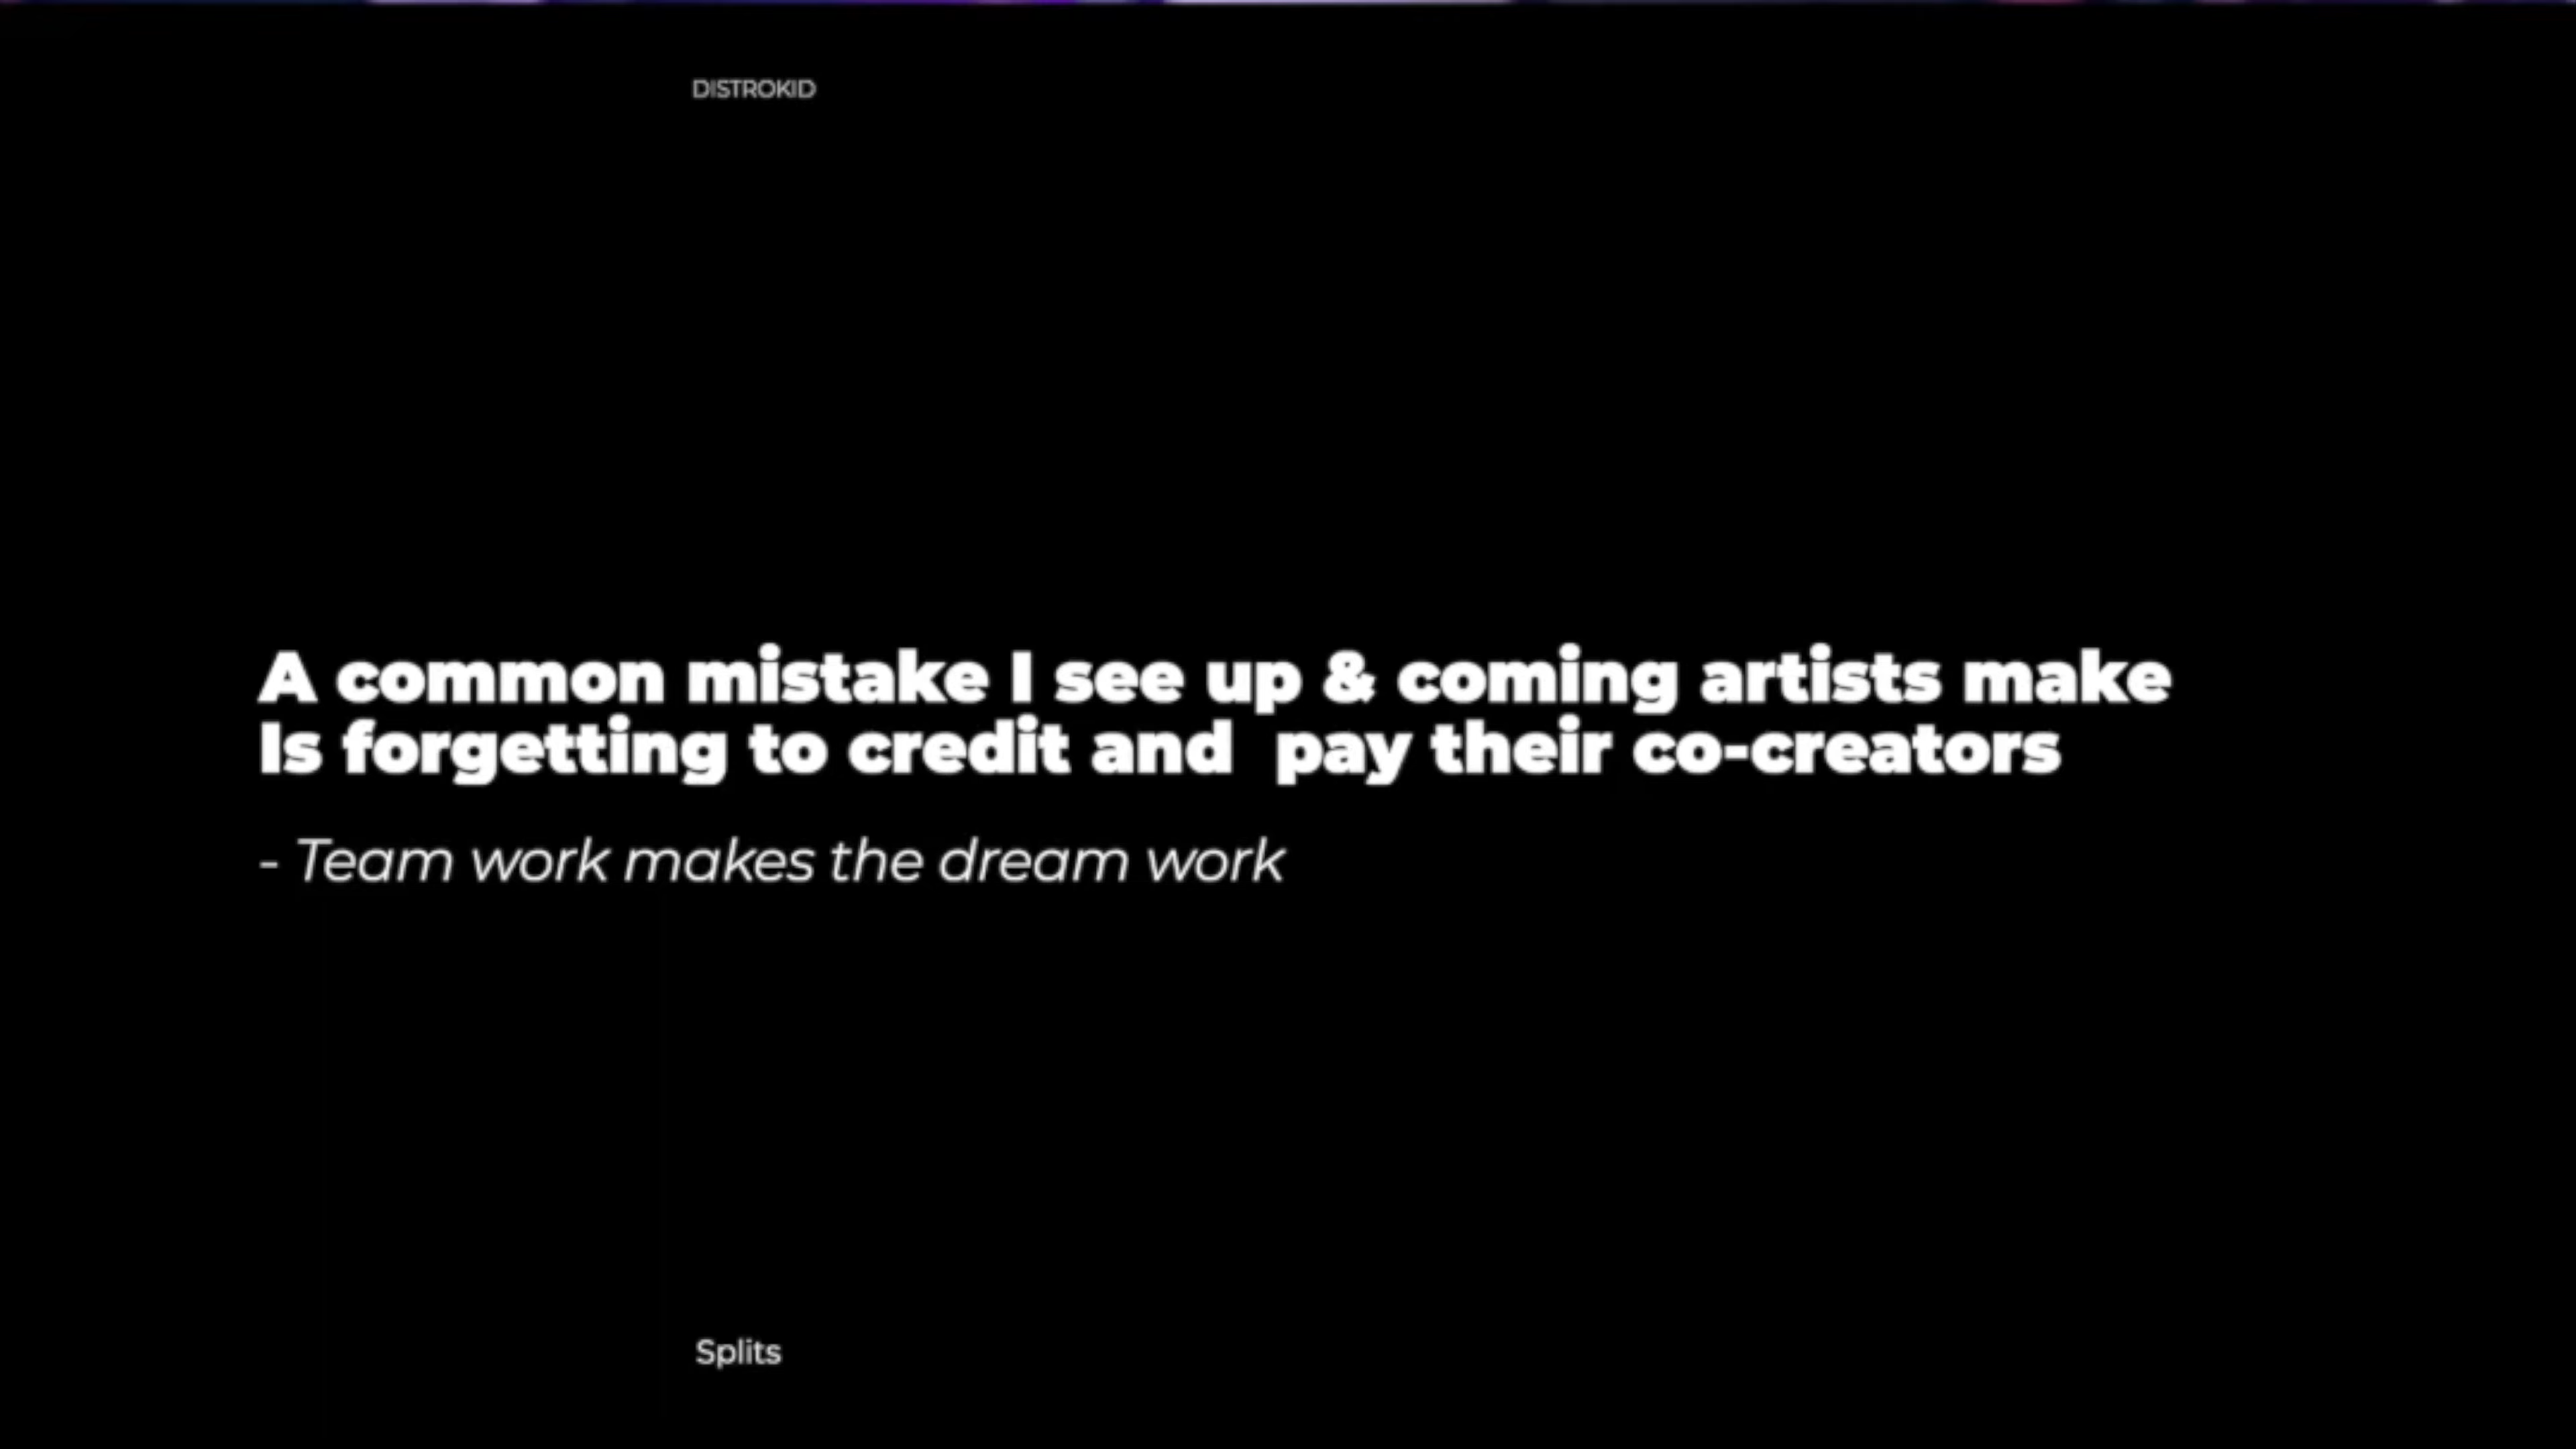 DISTROKID
A common mistake I see up & coming artists make
Is forgetting to credit and  pay their co-creators
- Team work makes the dream work
Splits